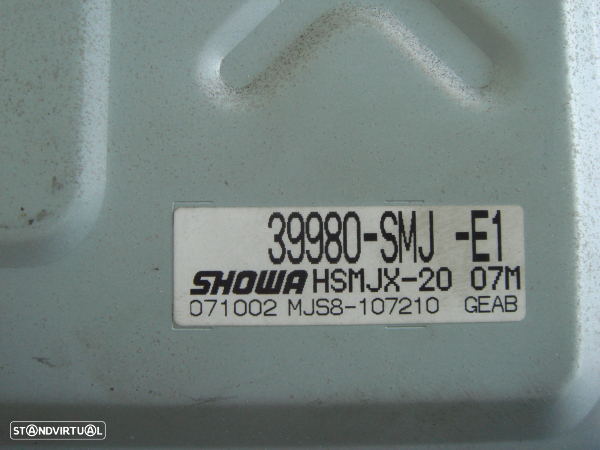 39980-SMJ -E1
SHOWA HSMJX-20 07M
071002 MJS8-107210 GEAB
STANDVIRTUAL